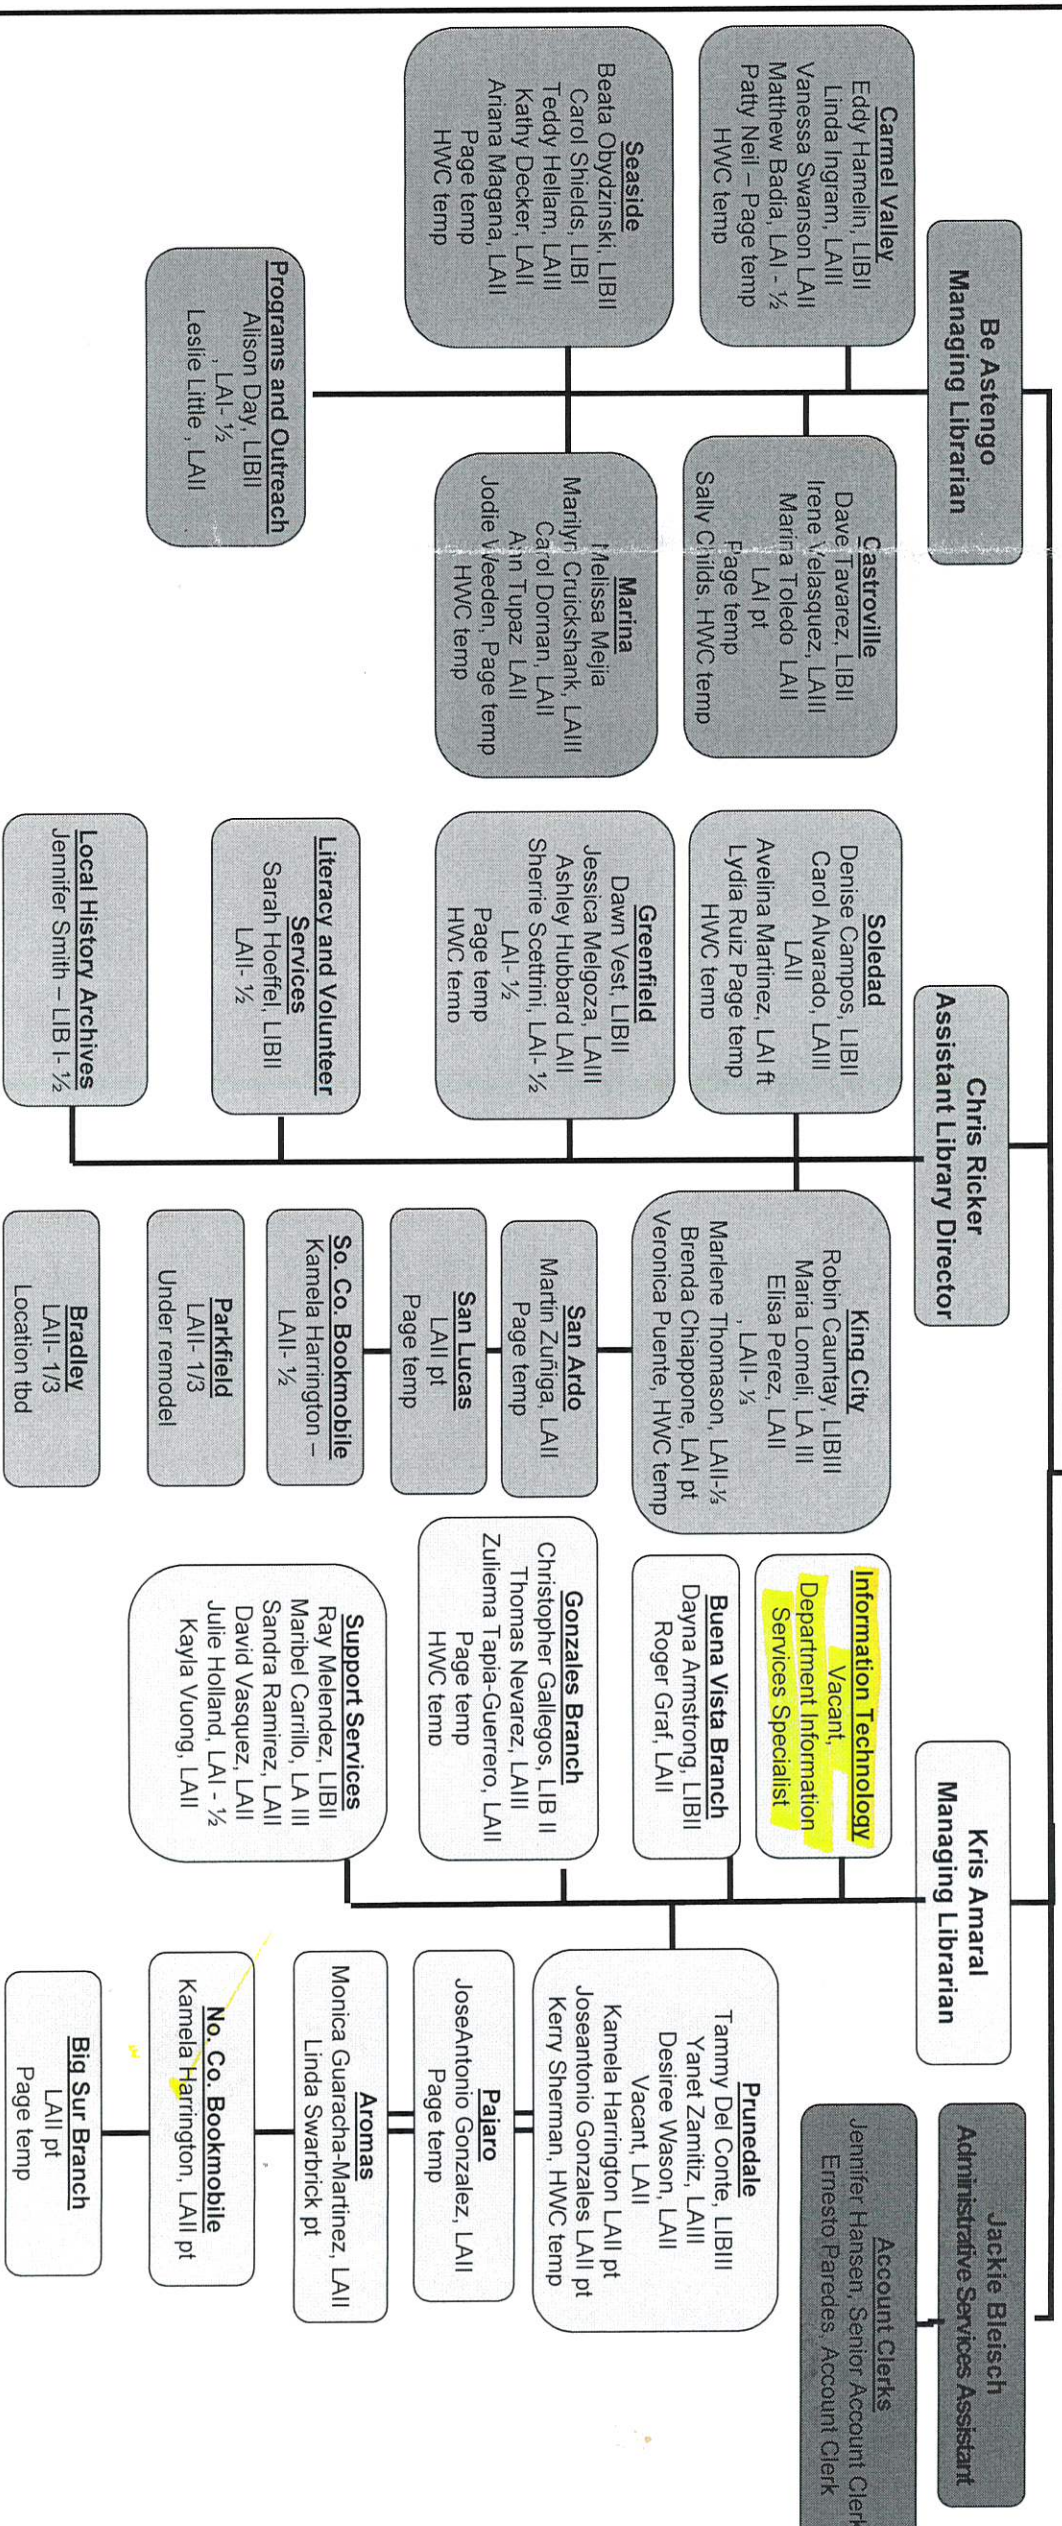 Be Astengo
Managing Librarian
Carmel Valley
Eddy Hamelin, LIBII
Linda Ingram, LAIII
Vanessa Swanson LAII
Matthew Badia, LAI - ½
Patty Neil – Page temp
HWC temp
Castroville
Dave Tavarez, LIBII
Irene Velasquez, LAIII
Marina Toledo LAII
LAI pt
Page temp
Sally Childs, HWC temp
Seaside
Beata Obydzinski, LIBII
Carol Shields, LIBI
Teddy Hellam, LAIII
Kathy Decker, LAII
Ariana Magana, LAII
Page temp
HWC temp
Marina
Melissa Mejia
Marilyn Cruickshank, LAIII
Carol Dornan, LAII
Ann Tupaz LAII
Jodie Weeden, Page temp
HWC temp
Programs and Outreach
Alison Day, LIBII
, LAI- ½
Leslie Little , LAII
Chris Ricker
Assistant Library Director
Soledad
Denise Campos, LIBII
Carol Alvarado, LAIII
LAII
Avelina Martinez, LAI ft
Lydia Ruiz Page temp
HWC temp
King City
Robin Cauntay, LIBIII
Maria Lomeli, LA III
Elisa Perez, LAII
, LAII- ⅓
Marlene Thomason, LAII-⅓
Brenda Chiappone, LAI pt
Veronica Puente, HWC temp
Greenfield
Dawn Vest, LIBII
Jessica Melgoza, LAIII
Ashley Hubbard LAII
Sherrie Scettrini, LAI- ½
LAI- ½
Page temp
HWC temp
San Ardo
Martin Zuñiga, LAII
Page temp
San Lucas
LAII pt
Page temp
Literacy and Volunteer
Services
Sarah Hoeffel, LIBII
LAII- ½
So. Co. Bookmobile
Kamela Harrington –
LAII- ½
Parkfield
LAII- 1/3
Under remodel
Local History Archives
Jennifer Smith – LIB I- ½
Bradley
LAII- 1/3
Location tbd
Kris Amaral
Managing Librarian
Information Technology
Vacant,
Department Information
Services Specialist
Buena Vista Branch
Dayna Armstrong, LIBII
Roger Graf, LAII
Gonzales Branch
Christopher Gallegos, LIB II
Thomas Nevarez, LAIII
Zuliema Tapia-Guerrero, LAII
Page temp
HWC temp
Support Services
Ray Melendez, LIBII
Maribel Carrillo, LA III
Sandra Ramirez, LAII
David Vasquez, LAII
Julie Holland, LAI - ½
Kayla Vuong, LAII
Prunedale
Tammy Del Conte, LIBIII
Yanet Zamitiz, LAIII
Desiree Wason, LAII
Vacant, LAII
Kamela Harrington LAII pt
Joseantonio Gonzales LAII pt
Kerry Sherman, HWC temp
Pajaro
JoseAntonio Gonzalez, LAII
Page temp
Aromas
Monica Guaracha-Martinez, LAII
Linda Swarbrick pt
No. Co. Bookmobile
Kamela Harrington, LAII pt
Big Sur Branch
LAII pt
Page temp
Jackie Bleisch
Administrative Services Assistant
Account Clerks
Jennifer Hansen, Senior Account Clerk
Ernesto Paredes, Account Clerk